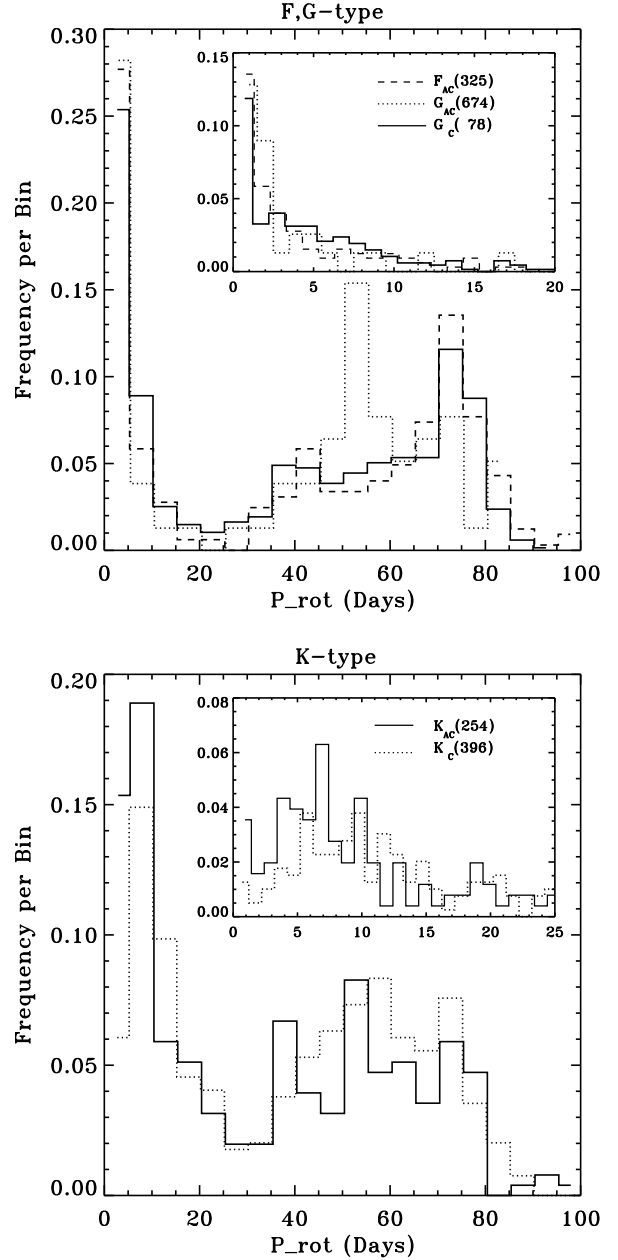 F,G-type
0.30
0.25
0.20
0.15
0.10
0.05
0.00
Frequency per Bin
0 20 40 60 80 100
P_rot (Days)
0.15
0.10
0.05
0.00
0 5 10 15 20
F_AC(325)
G_AC(674)
G_C( 78)
K-type
0.20
0.15
0.10
0.05
0.00
Frequency per Bin
0 20 40 60 80 100
P_rot (Days)
0.08
0.06
0.04
0.02
0.00
0 5 10 15 20 25
K_AC(254)
K_C(396)